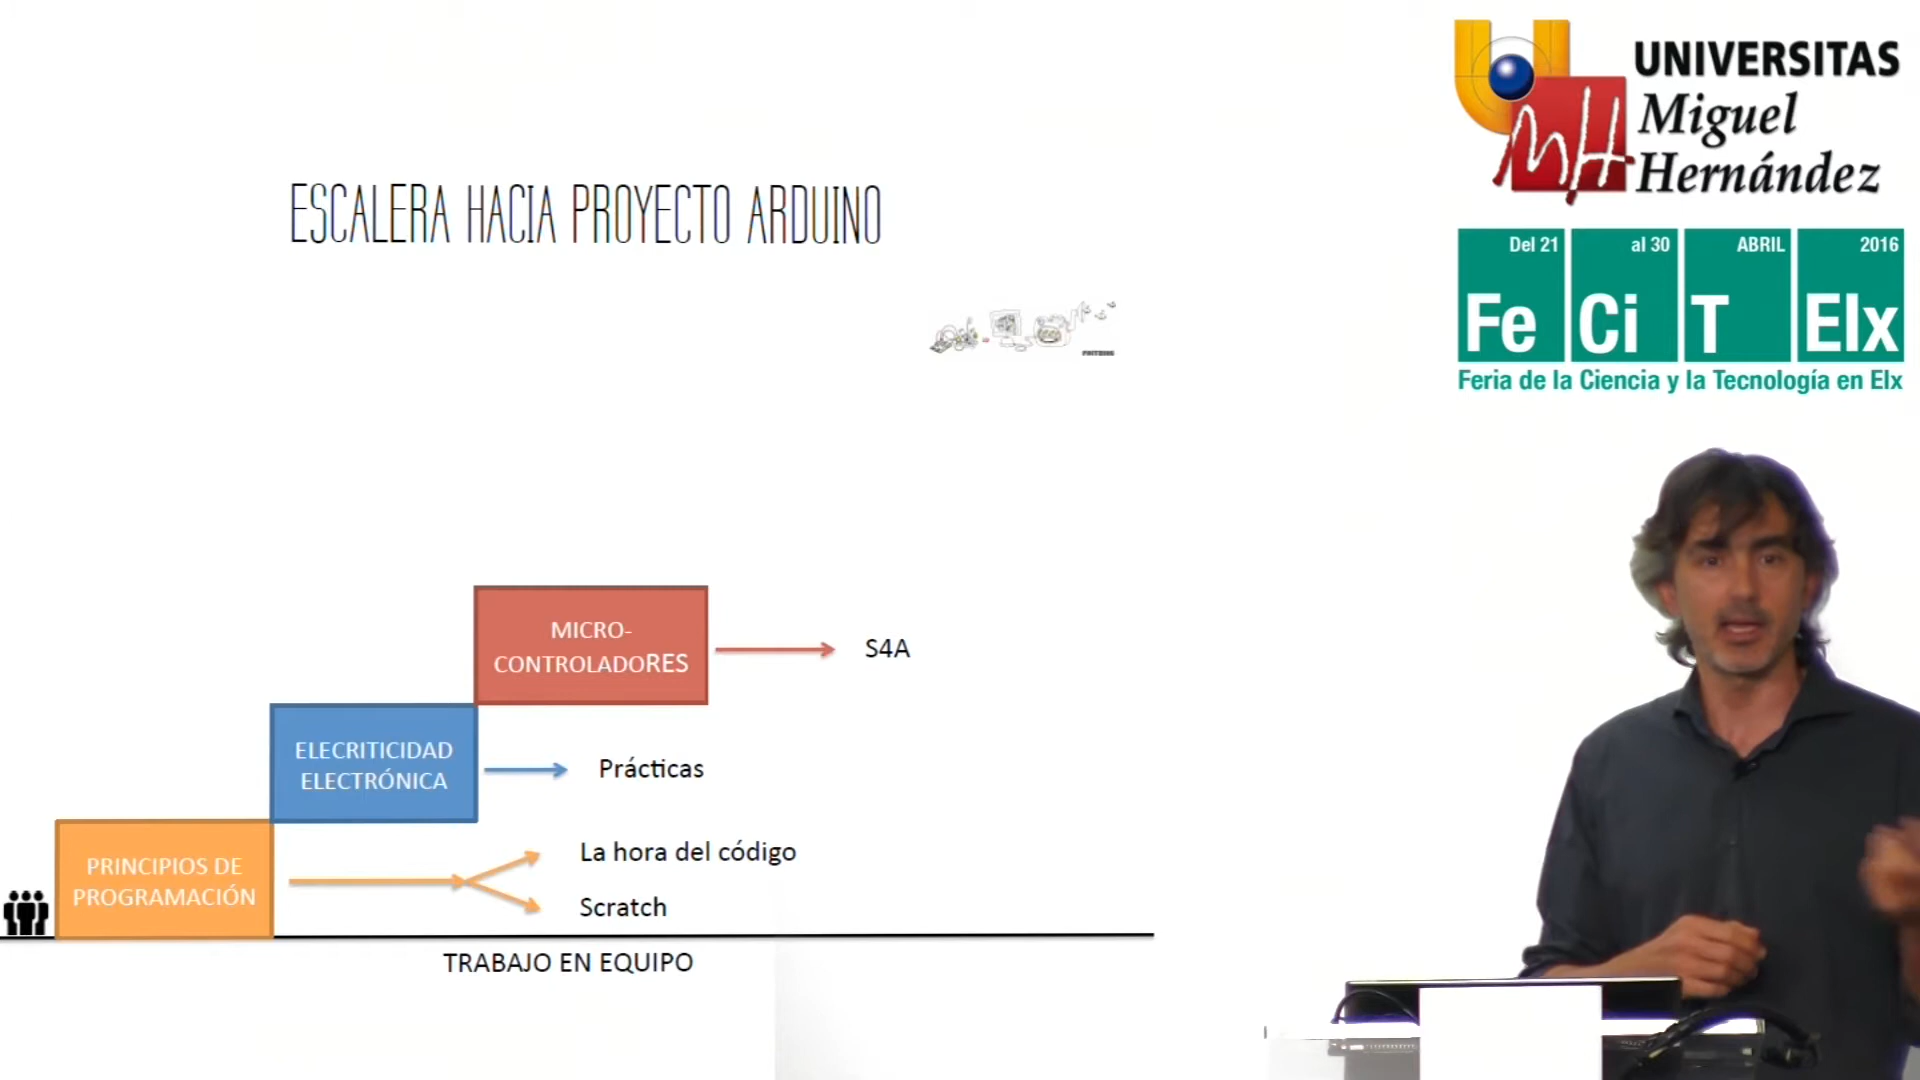 ESCALERA HACIA PROYECTO ARDUINO
UNIVERSITAS
Miguel
Hernández
Del 21 al 30 ABRIL 2016
Fe Ci T Elx
Feria de la Ciencia y la Tecnología en Elx
MICRO-
CONTROLADORES
S4A
ELECRITICIDAD
ELECTRÓNICA
Prácticas
PRINCIPIOS DE
PROGRAMACIÓN
La hora del código
Scratch
TRABAJO EN EQUIPO